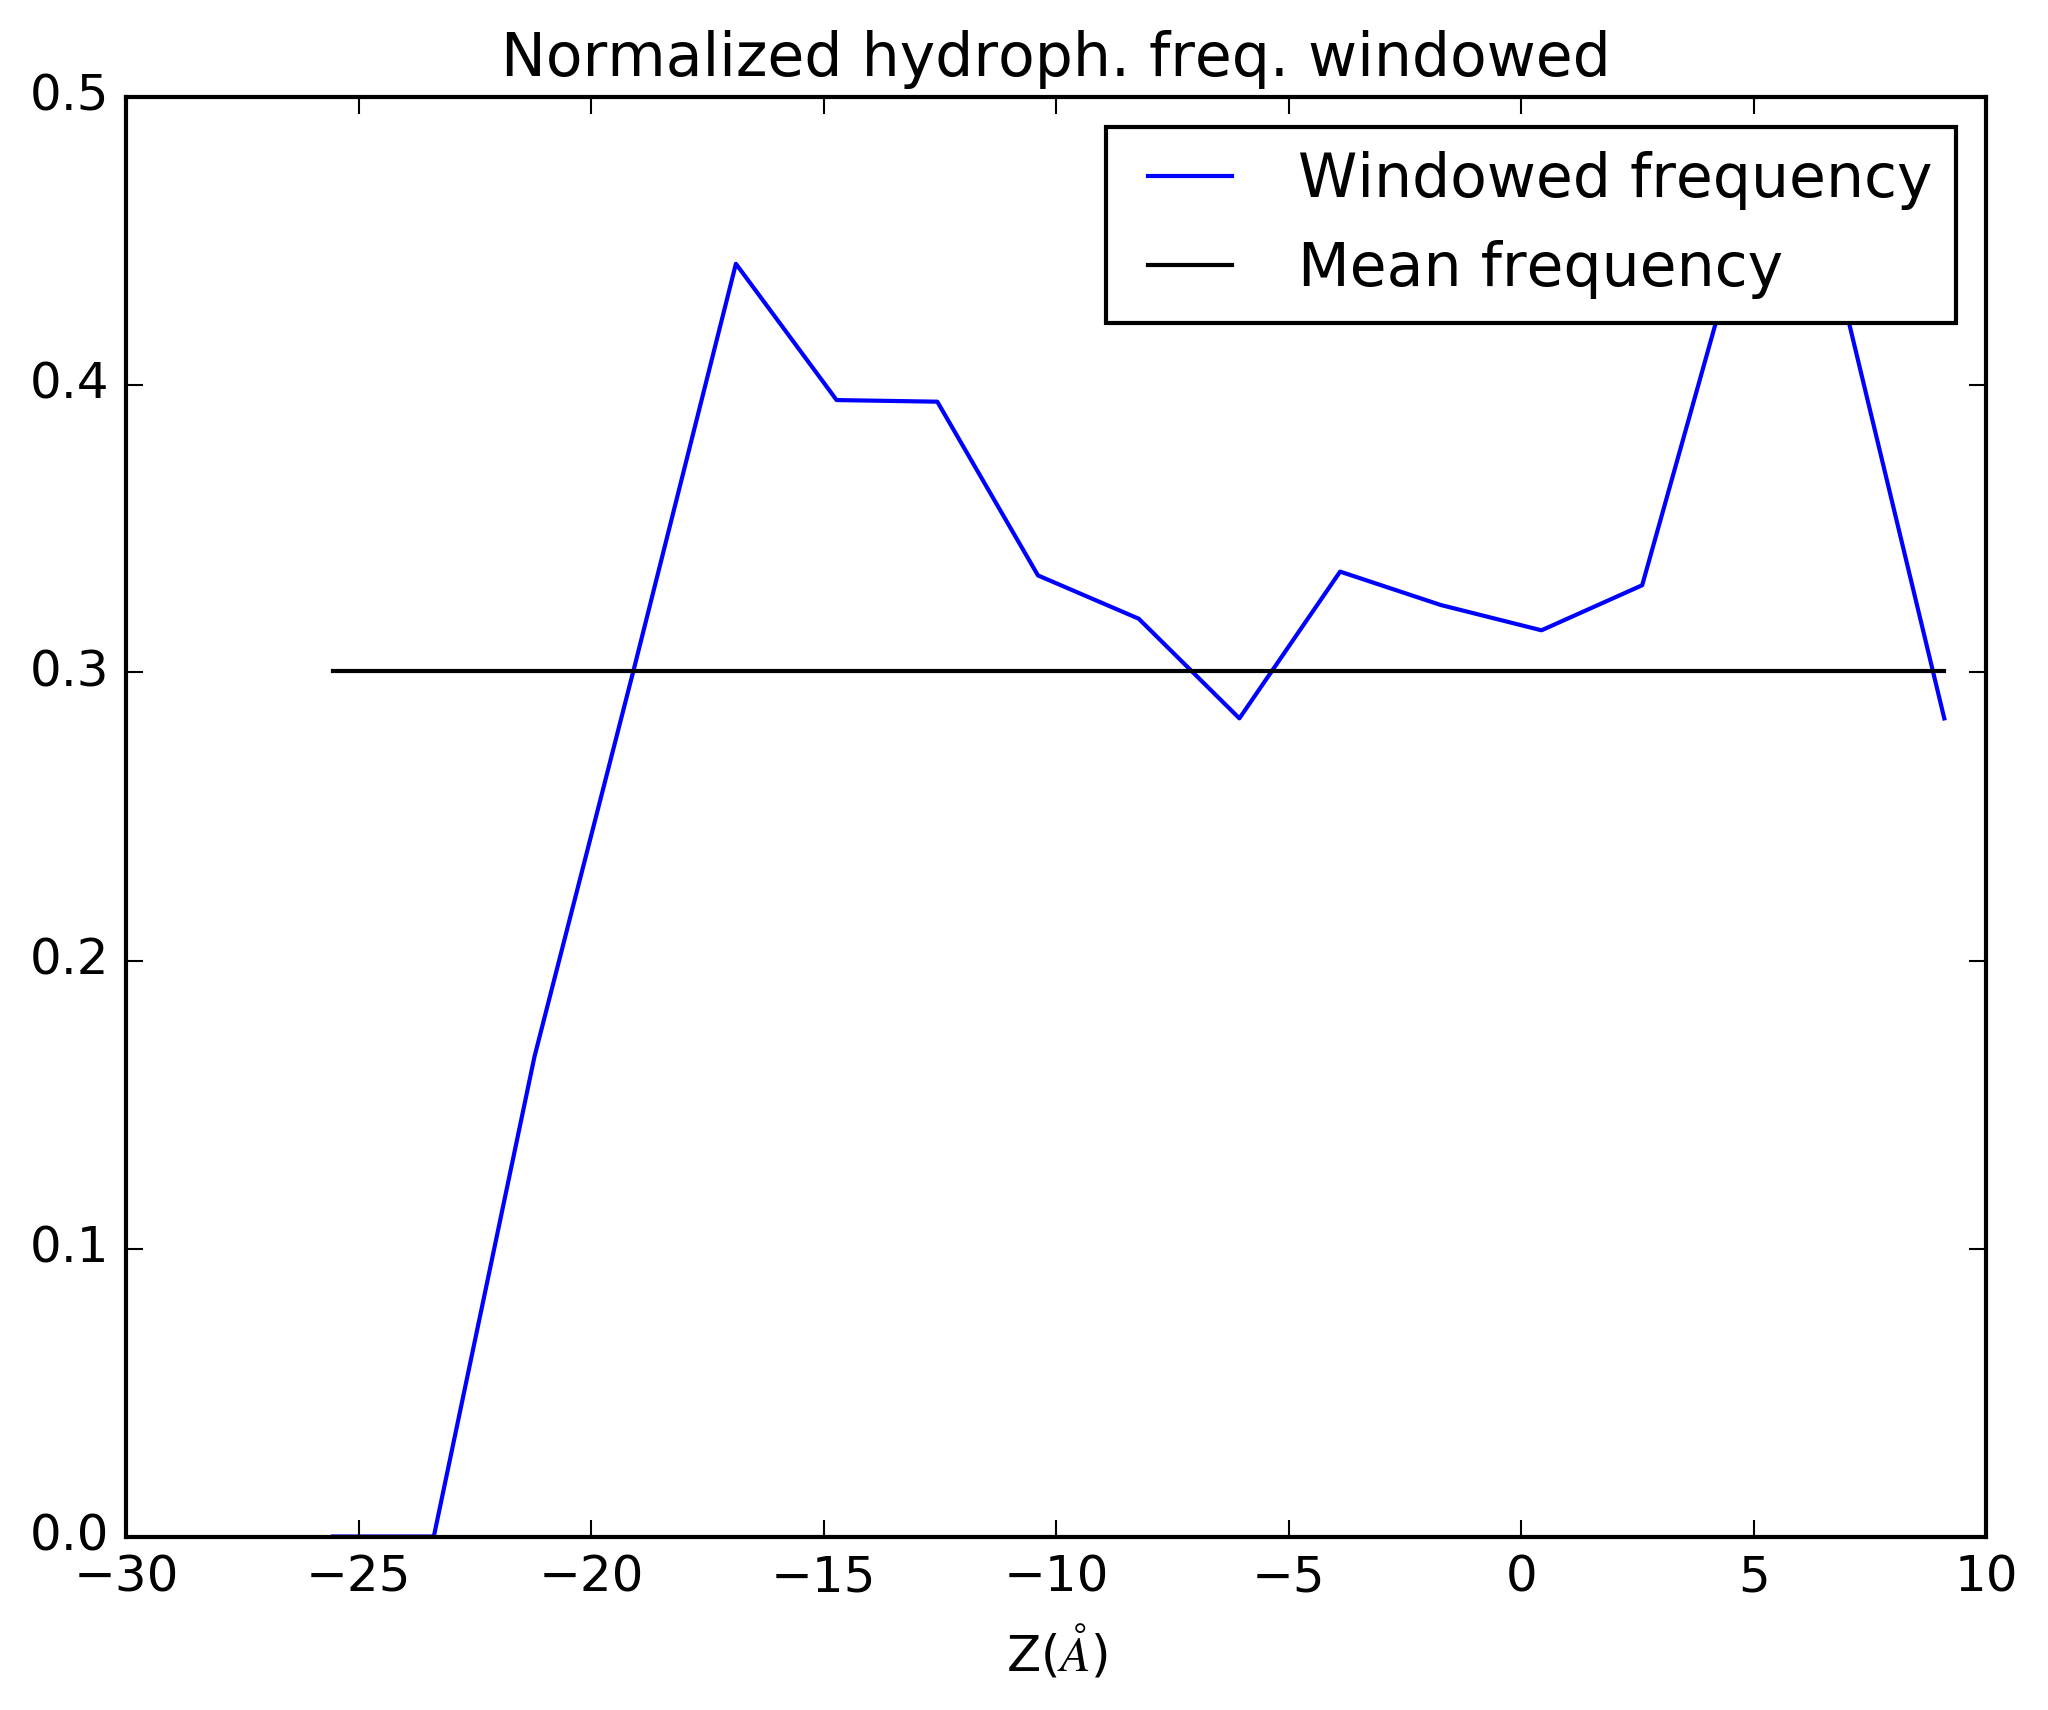 Normalized hydroph. freq. windowed
0.5
Windowed frequency
Mean frequency
0.4
0.3
0.2
0.1
0.0
−30 −25 −20 −15 −10 −5 0 5 10
Z(Å)